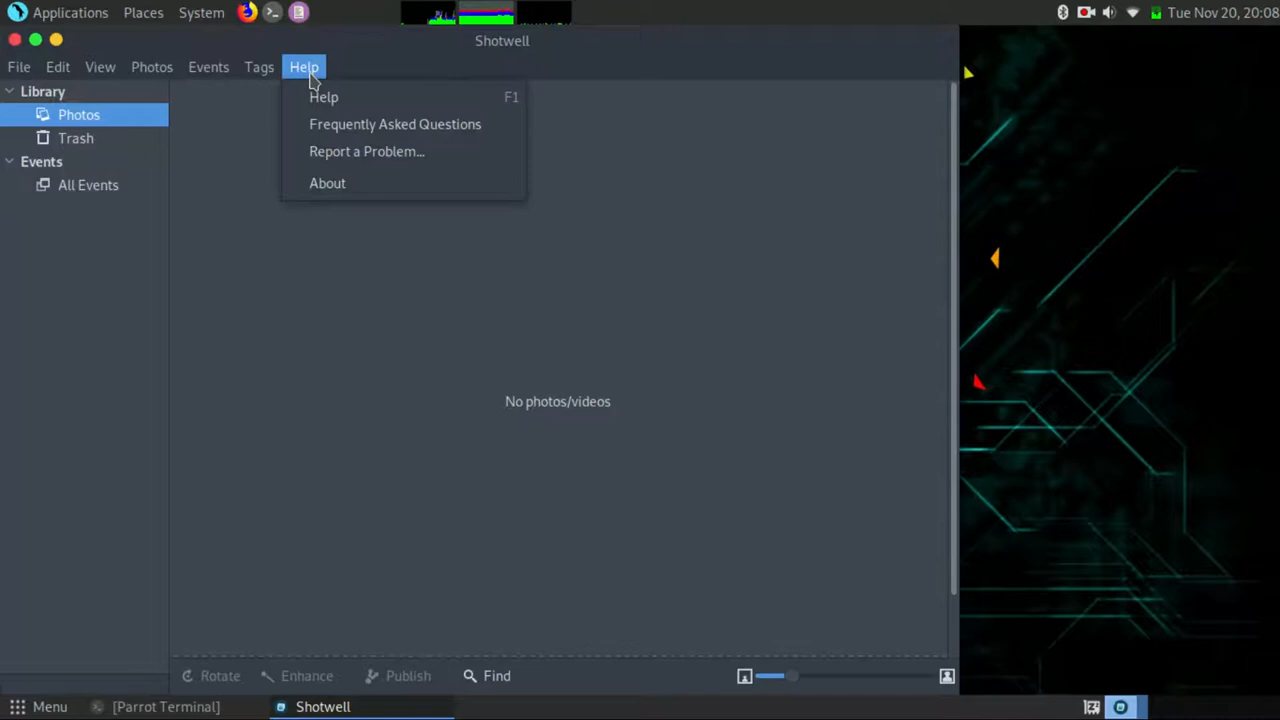 Applications Places System Tue Nov 20, 20:08
Shotwell
File Edit View Photos Events Tags Help
Library
Photos
Trash
Events
All Events
Help F1
Frequently Asked Questions
Report a Problem...
About
No photos/videos
Rotate Enhance Publish Find
Menu [Parrot Terminal] Shotwell